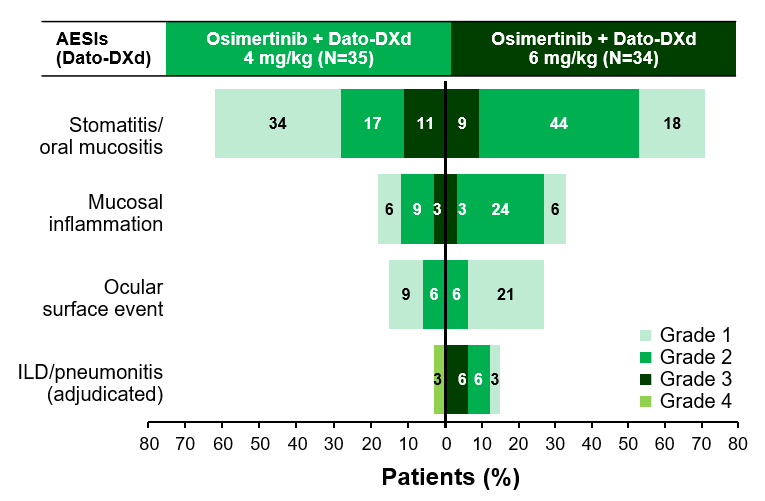 AESIs
(Dato-DXd)
Osimertinib + Dato-DXd
4 mg/kg (N=35)
Osimertinib + Dato-DXd
6 mg/kg (N=34)
Stomatitis/
oral mucositis
34 17 11 9 44 18
Mucosal
inflammation
6 9 3 3 24 6
Ocular
surface event
9 6 6 21
ILD/pneumonitis
(adjudicated)
3 6 6 3
Grade 1
Grade 2
Grade 3
Grade 4
80 70 60 50 40 30 20 10 0 10 20 30 40 50 60 70 80
Patients (%)